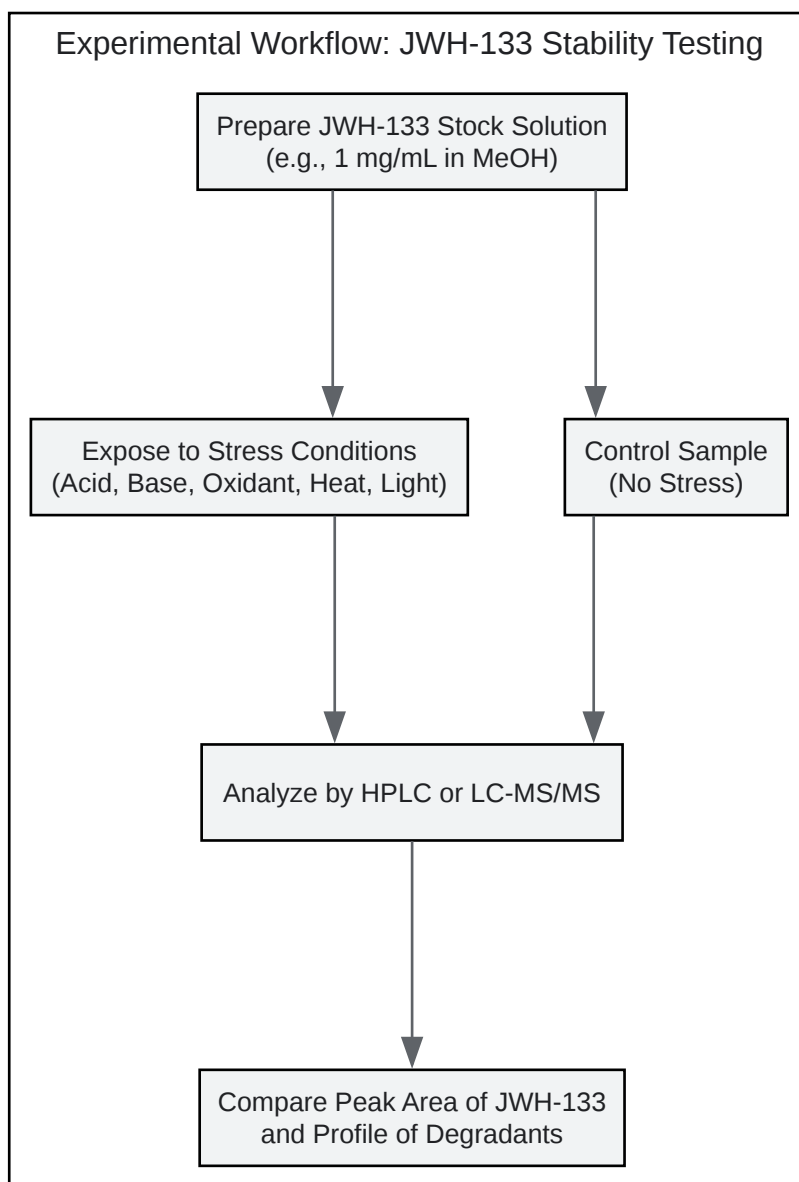 Experimental Workflow: JWH-133 Stability Testing
Prepare JWH-133 Stock Solution
(e.g., 1 mg/mL in MeOH)
Expose to Stress Conditions
(Acid, Base, Oxidant, Heat, Light)
Control Sample
(No Stress)
Analyze by HPLC or LC-MS/MS
Compare Peak Area of JWH-133
and Profile of Degradants